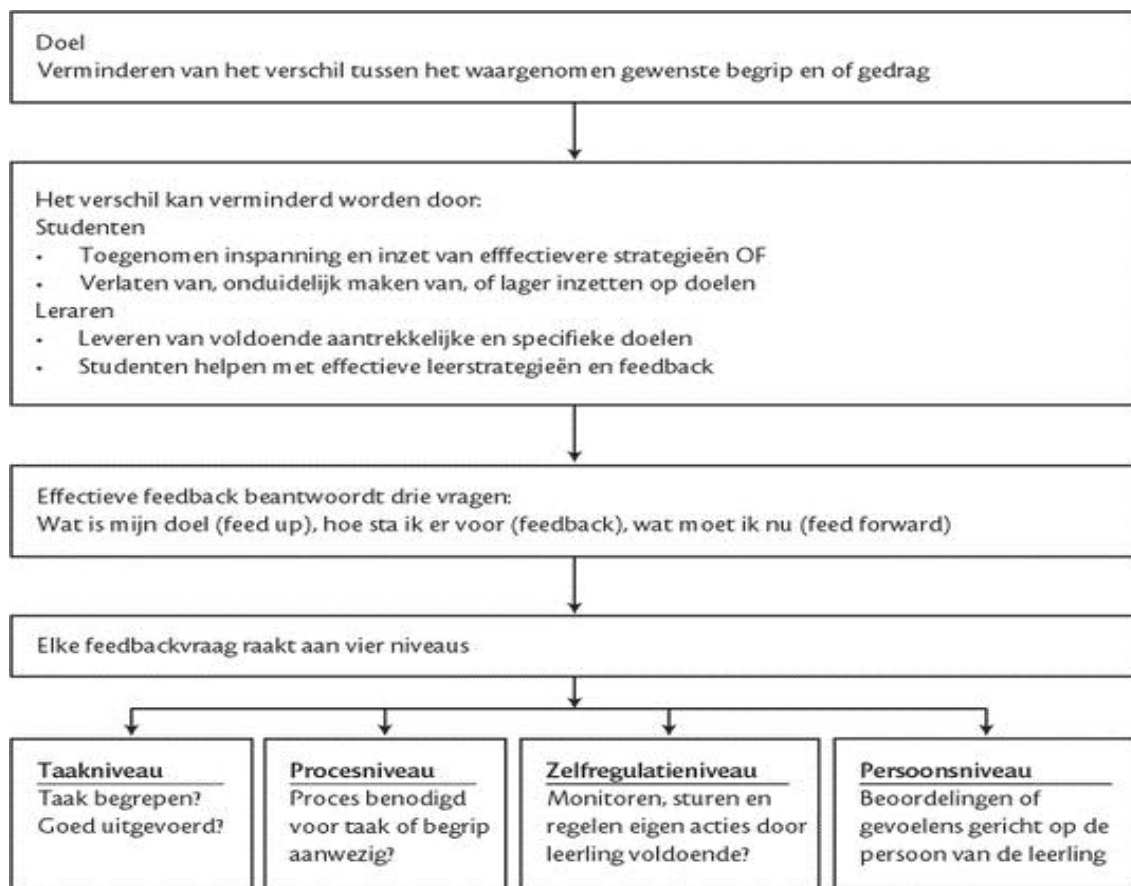 Doel
Verminderen van het verschil tussen het waargenomen gewenste begrip en of gedrag
Het verschil kan verminderd worden door:
Studenten
• Toegenomen inspanning en inzet van efffectievere strategieën OF
• Verlaten van, onduidelijk maken van, of lager inzetten op doelen
Leraren
• Leveren van voldoende aantrekkelijke en specifieke doelen
• Studenten helpen met effectieve leerstrategieën en feedback
Effectieve feedback beantwoordt drie vragen:
Wat is mijn doel (feed up), hoe sta ik er voor (feedback), wat moet ik nu (feed forward)
Elke feedbackvraag raakt aan vier niveaus
Taakniveau
Taak begrepen?
Goed uitgevoerd?
Procesniveau
Proces benodigd
voor taak of begrip
aanwezig?
Zelfregulatieniveau
Monitoren, sturen en
regelen eigen acties door
leerling voldoende?
Persoonsniveau
Beoordelingen of
gevoelens gericht op de
persoon van de leerling